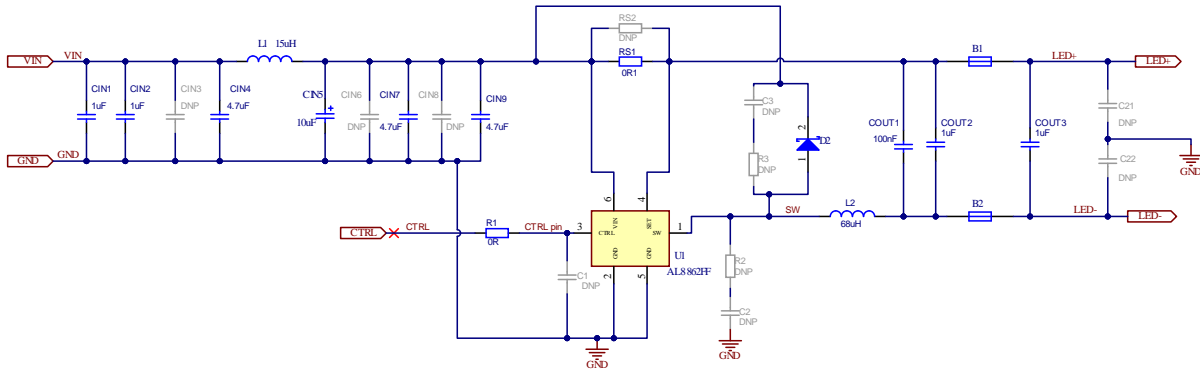 RS2
DNP
L1 15uH
RS1
0R1
B1
LED+
VIN
VIN
LED+
CIN1
1uF
CIN2
1uF
CIN3
DNP
CIN4
4.7uF
CIN5
+
10uF
CIN6
DNP
CIN7
4.7uF
CIN8
DNP
CIN9
4.7uF
C3
DNP
2
D2
1
R3
DNP
COUT1
100nF
COUT2
1uF
COUT3
1uF
C21
DNP
C22
DNP
GND
GND
GND
6
4
VIN
SET
CTRL
SW
GND
GND
3
1
2
5
U1
AL8862FF
SW
L2
68uH
B2
LED-
LED-
CTRL
CTRL
R1
0R
CTRL pin
C1
DNP
R2
DNP
C2
DNP
GND
GND